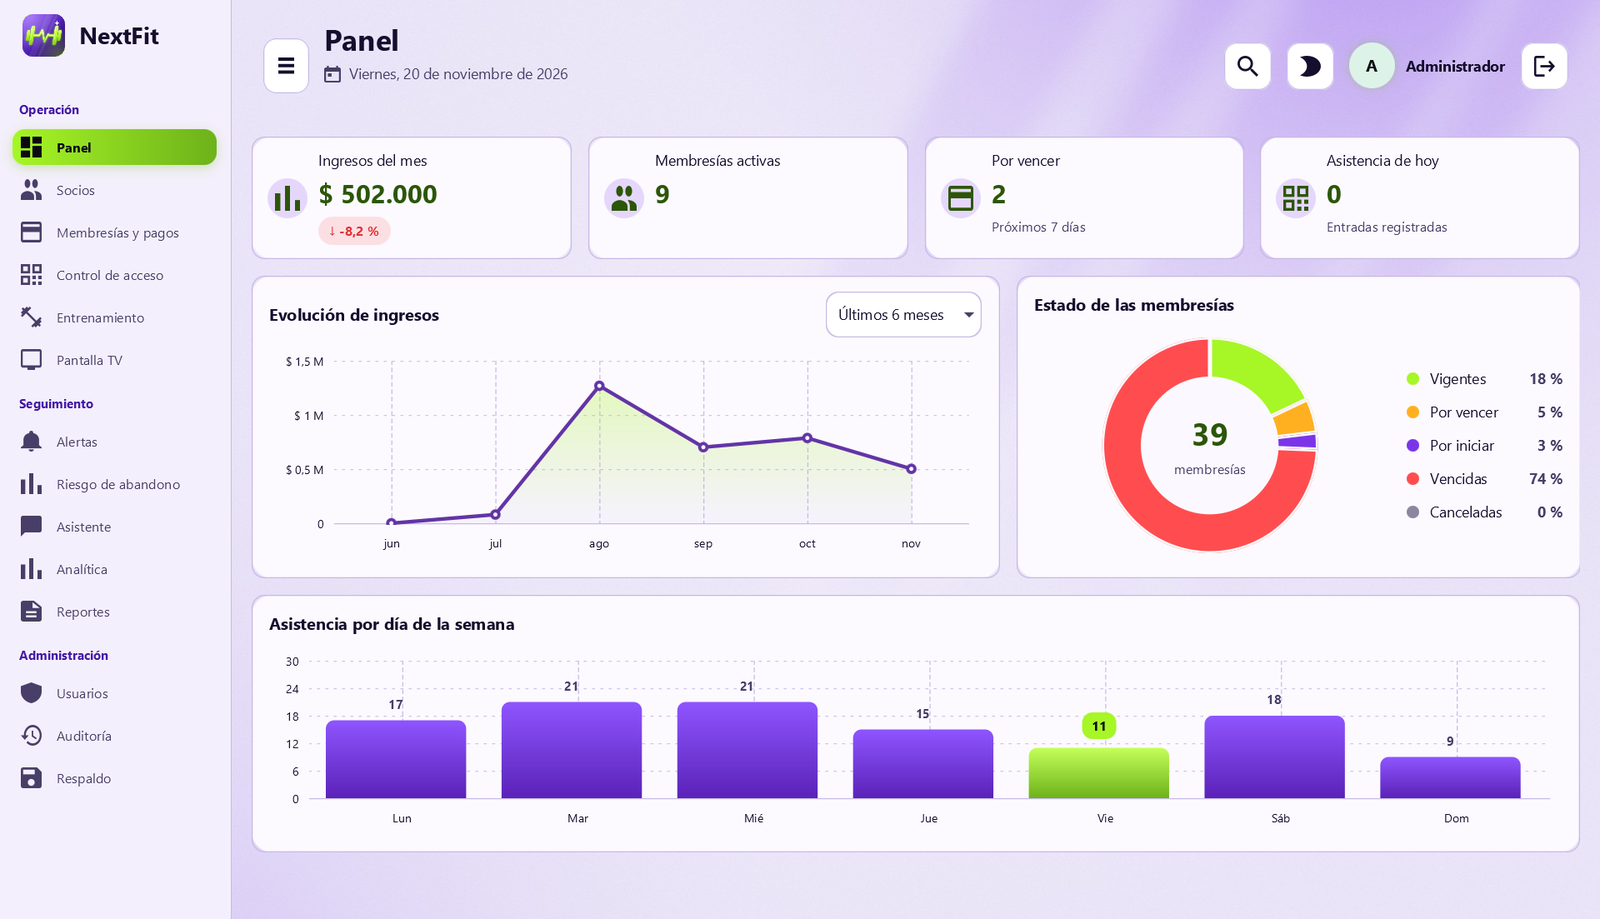 NextFit
Operación
Panel
Socios
Membresías y pagos
Control de acceso
Entrenamiento
Pantalla TV
Seguimiento
Alertas
Riesgo de abandono
Asistente
Analítica
Reportes
Administración
Usuarios
Auditoría
Respaldo
Panel
Viernes, 20 de noviembre de 2026
A
Administrador
Ingresos del mes
$ 502.000
↓ -8,2 %
Membresías activas
9
Por vencer
2
Próximos 7 días
Asistencia de hoy
0
Entradas registradas
Evolución de ingresos
Últimos 6 meses
$ 1,5 M
$ 1 M
$ 0,5 M
0
jun jul ago sep oct nov
Estado de las membresías
39
membresías
Vigentes 18 %
Por vencer 5 %
Por iniciar 3 %
Vencidas 74 %
Canceladas 0 %
Asistencia por día de la semana
30
24
18
12
6
0
17 21 21 15 11 18 9
Lun Mar Mié Jue Vie Sáb Dom